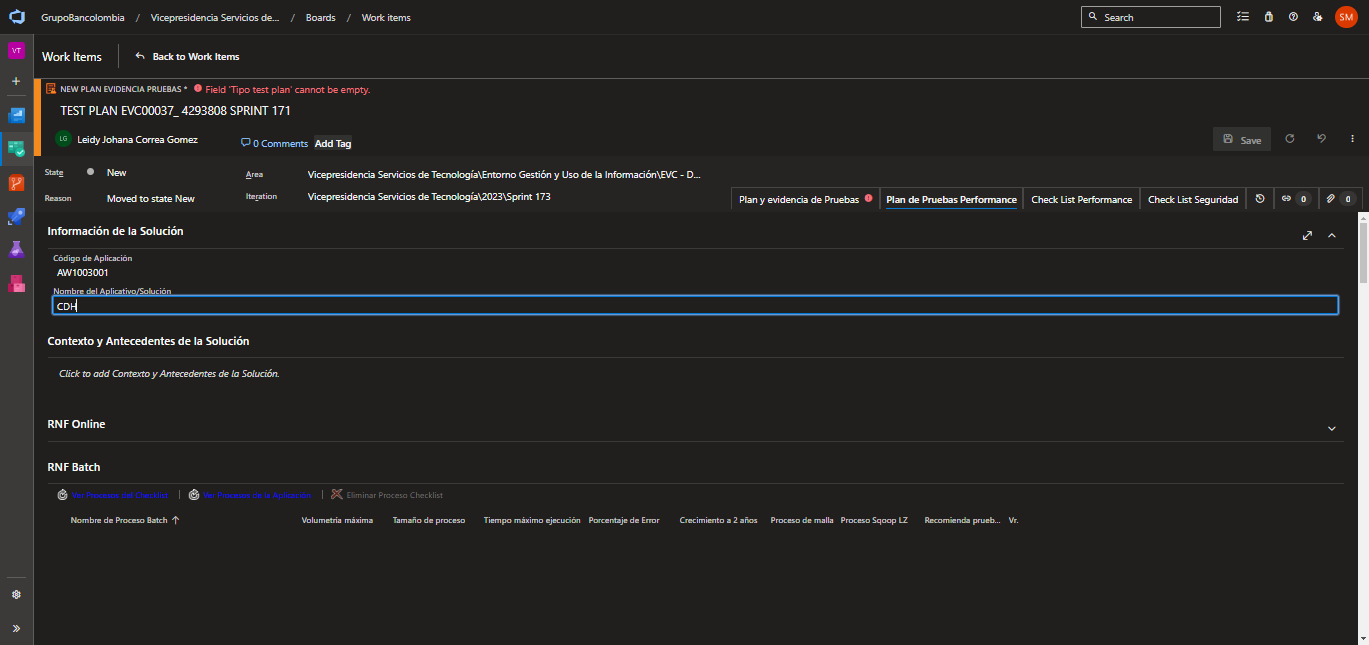 GrupoBancolombia / Vicepresidencia Servicios de... / Boards / Work items
Search
SM
VT
Work Items
Back to Work Items
NEW PLAN EVIDENCIA PRUEBAS * Field 'Tipo test plan' cannot be empty.
TEST PLAN EVC00037_ 4293808 SPRINT 171
LG Leidy Johana Correa Gomez
0 Comments
Add Tag
Save
State
New
Area
Vicepresidencia Servicios de Tecnología\Entorno Gestión y Uso de la Información\EVC - D...
Reason
Moved to state New
Iteration
Vicepresidencia Servicios de Tecnología\2023\Sprint 173
Plan y evidencia de Pruebas
Plan de Pruebas Performance
Check List Performance
Check List Seguridad
0
0
Información de la Solución
Código de Aplicación
AW1003001
Nombre del Aplicativo/Solución
CDH
Contexto y Antecedentes de la Solución
Click to add Contexto y Antecedentes de la Solución.
RNF Online
RNF Batch
Ver Procesos del Checklist | Ver Procesos de la Aplicación | Eliminar Proceso Checklist
Nombre de Proceso Batch
Volumetría máxima
Tamaño de proceso
Tiempo máximo ejecución
Porcentaje de Error
Crecimiento a 2 años
Proceso de malla
Proceso Sqoop LZ
Recomienda prueb...
Vr.